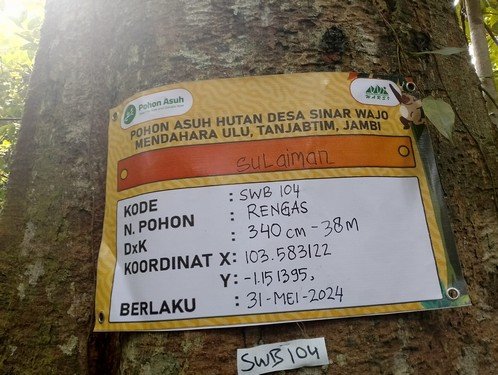 Pohon Asuh
WARSI
POHON ASUH HUTAN DESA SINAR WAJO
MENDAHARA ULU, TANJABTIM, JAMBI
SULaiman
KODE : SWB 104
N. POHON : RENGAS
DxK : 340 cm - 38 M
KOORDINAT X: 103.583122
Y: -1.151395,
BERLAKU : 31-MEI-2024
SWB 104